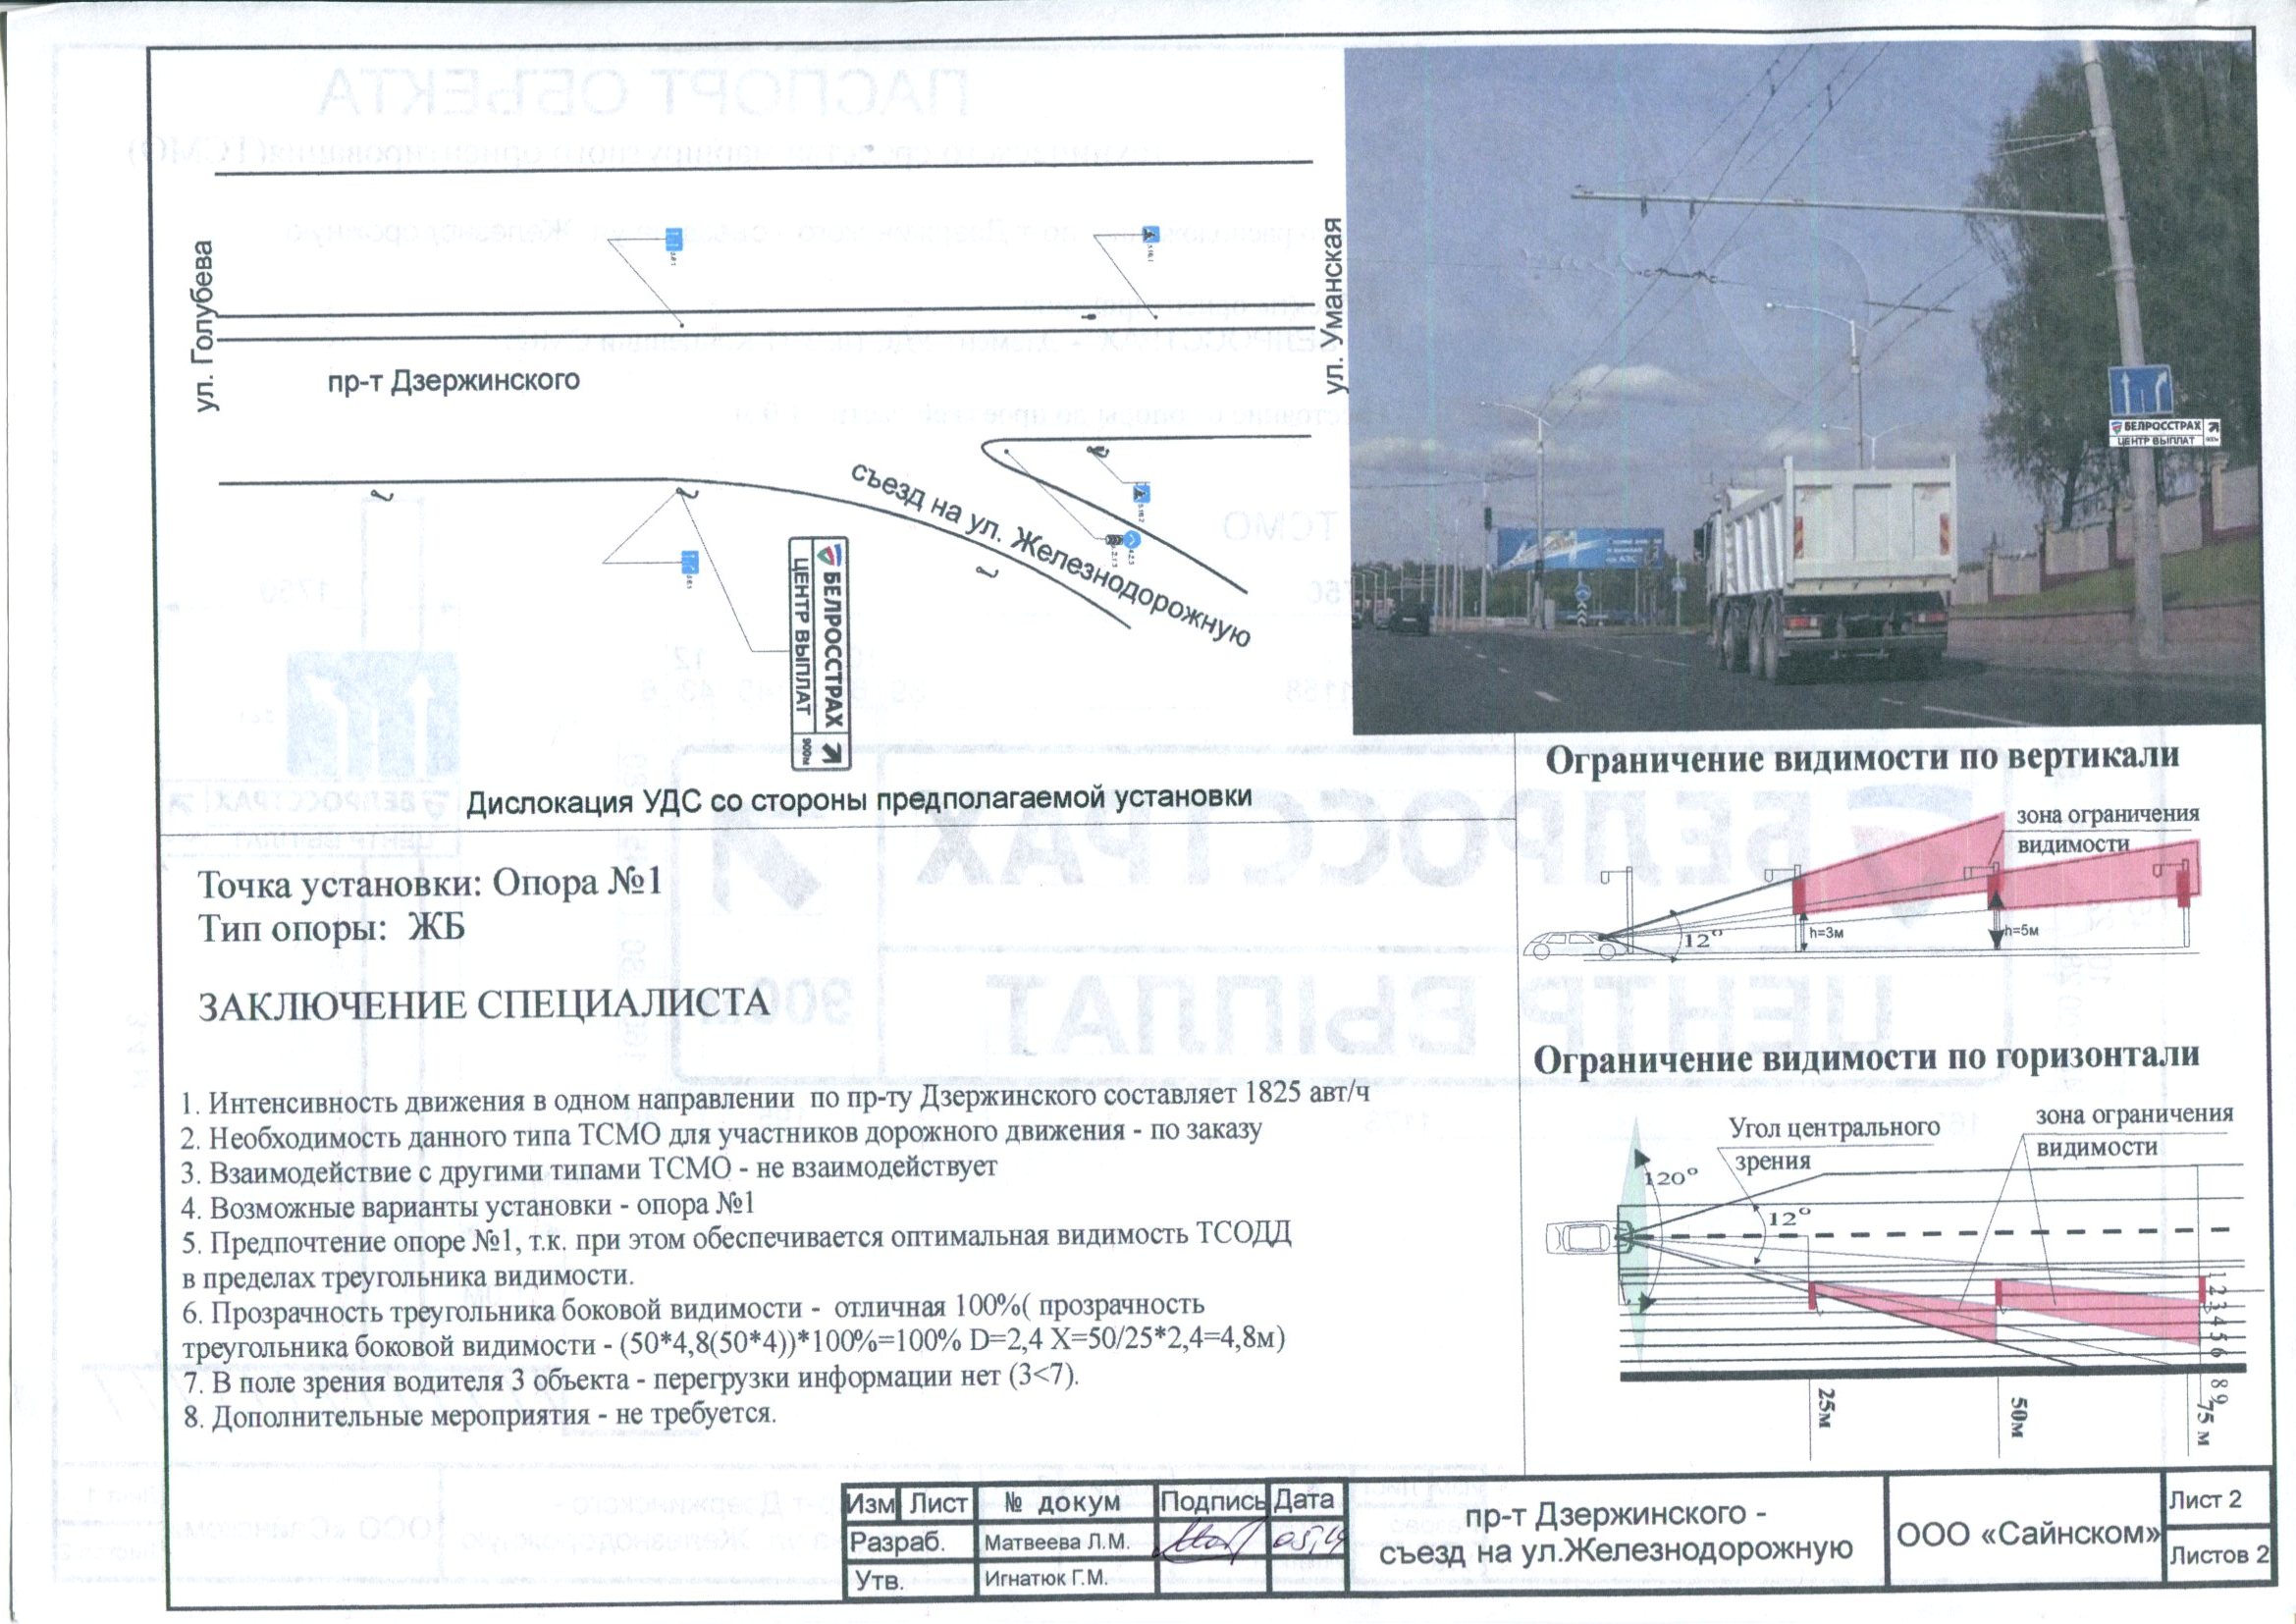 ул. Голубева
пр-т Дзержинского
ул. Уманская
съезд на ул. Железнодорожную
БЕЛРОССТРАХ
ЦЕНТР ВЫПЛАТ
900м
Дислокация УДС со стороны предполагаемой установки
БЕЛРОССТРАХ
ЦЕНТР ВЫПЛАТ
Точка установки: Опора №1
Тип опоры: ЖБ
ЗАКЛЮЧЕНИЕ СПЕЦИАЛИСТА
1. Интенсивность движения в одном направлении по пр-ту Дзержинского составляет 1825 авт/ч
2. Необходимость данного типа ТСМО для участников дорожного движения - по заказу
3. Взаимодействие с другими типами ТСМО - не взаимодействует
4. Возможные варианты установки - опора №1
5. Предпочтение опоре №1, т.к. при этом обеспечивается оптимальная видимость ТСОДД
в пределах треугольника видимости.
6. Прозрачность треугольника боковой видимости - отличная 100%( прозрачность
треугольника боковой видимости - (50*4,8(50*4))*100%=100% D=2,4 X=50/25*2,4=4,8м)
7. В поле зрения водителя 3 объекта - перегрузки информации нет (3<7).
8. Дополнительные мероприятия - не требуется.
Ограничение видимости по вертикали
зона ограничения
видимости
12°
h=3м
h=5м
Ограничение видимости по горизонтали
Угол центрального
зрения
зона ограничения
видимости
120°
12°
1 2 3 4 5 6 8 9
25м
50м
75 м
Изм Лист № докум Подпись Дата
Разраб. Матвеева Л.М.
Утв. Игнатюк Г.М.
пр-т Дзержинского -
съезд на ул.Железнодорожную
ООО «Сайнском»
Лист 2
Листов 2